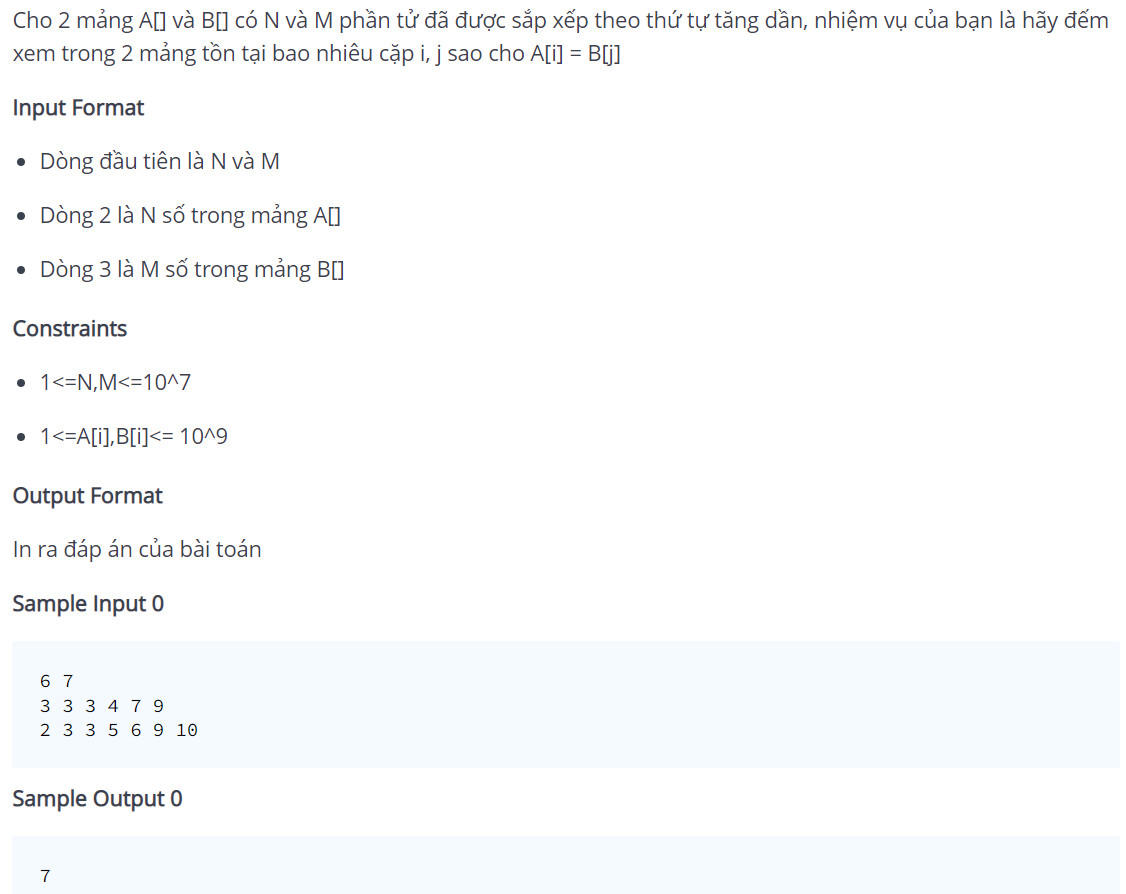 Cho 2 mảng A[] và B[] có N và M phần tử đã được sắp xếp theo thứ tự tăng dần, nhiệm vụ của bạn là hãy đếm
xem trong 2 mảng tồn tại bao nhiêu cặp i, j sao cho A[i] = B[j]
Input Format
• Dòng đầu tiên là N và M
• Dòng 2 là N số trong mảng A[]
• Dòng 3 là M số trong mảng B[]
Constraints
• 1<=N,M<=10^7
• 1<=A[i],B[i]<= 10^9
Output Format
In ra đáp án của bài toán
Sample Input 0
6 7
3 3 3 4 7 9
2 3 3 5 6 9 10
Sample Output 0
7